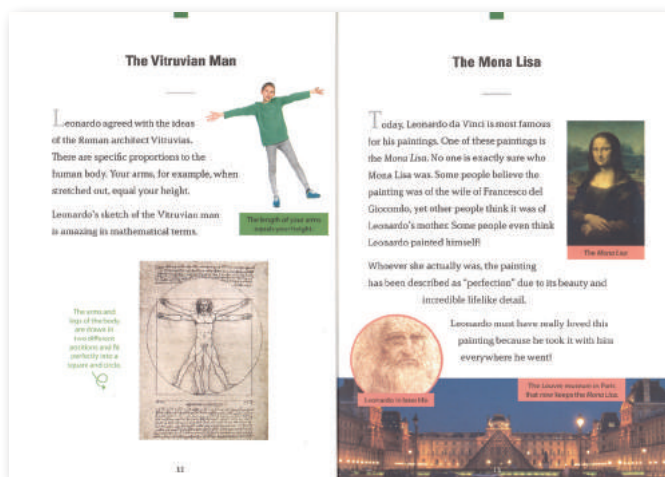 The Vitruvian Man
Leonardo agreed with the ideas
of the Roman architect Vitruvias.
There are specific proportions to the
human body. Your arms, for example, when
stretched out, equal your height.
Leonardo's sketch of the Vitruvian man
is amazing in mathematical terms.
The length of your arms
equals your height.
The arms and
legs of the body
are drawn in
two different
positions and fit
perfectly into a
square and circle.
The Mona Lisa
Today, Leonardo da Vinci is most famous
for his paintings. One of these paintings is
the Mona Lisa. No one is exactly sure who
Mona Lisa was. Some people believe the
painting was of the wife of Francesco del
Giocondo, yet other people think it was of
Leonardo's mother. Some people even think
Leonardo painted himself!
The Mona Lisa
Whoever she actually was, the painting
has been described as "perfection" due to its beauty and
incredible lifelike detail.
Leonardo must have really loved this
painting because he took it with him
everywhere he went!
Leonardo in later life
The Louvre museum in Paris,
that now keeps the Mona Lisa